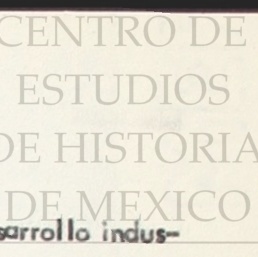 CENTRO DE
ESTUDIOS
DE HISTORIA
DE MEXICO
sarrollo indus-